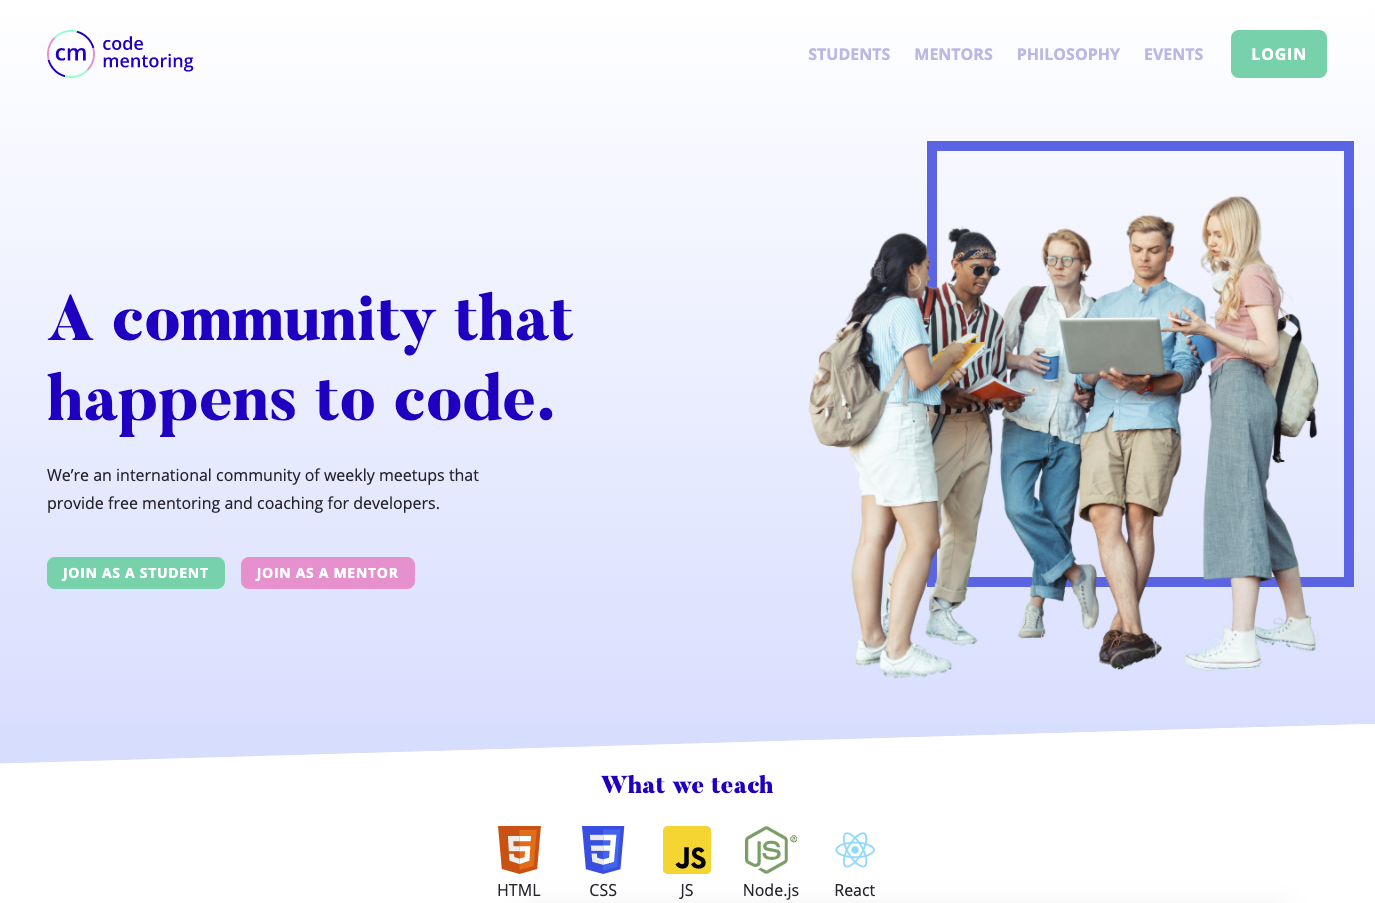 cm code
mentoring
STUDENTS MENTORS PHILOSOPHY EVENTS LOGIN
A community that
happens to code.
We’re an international community of weekly meetups that
provide free mentoring and coaching for developers.
JOIN AS A STUDENT JOIN AS A MENTOR
What we teach
5 3 JS JS ®
HTML CSS JS Node.js React